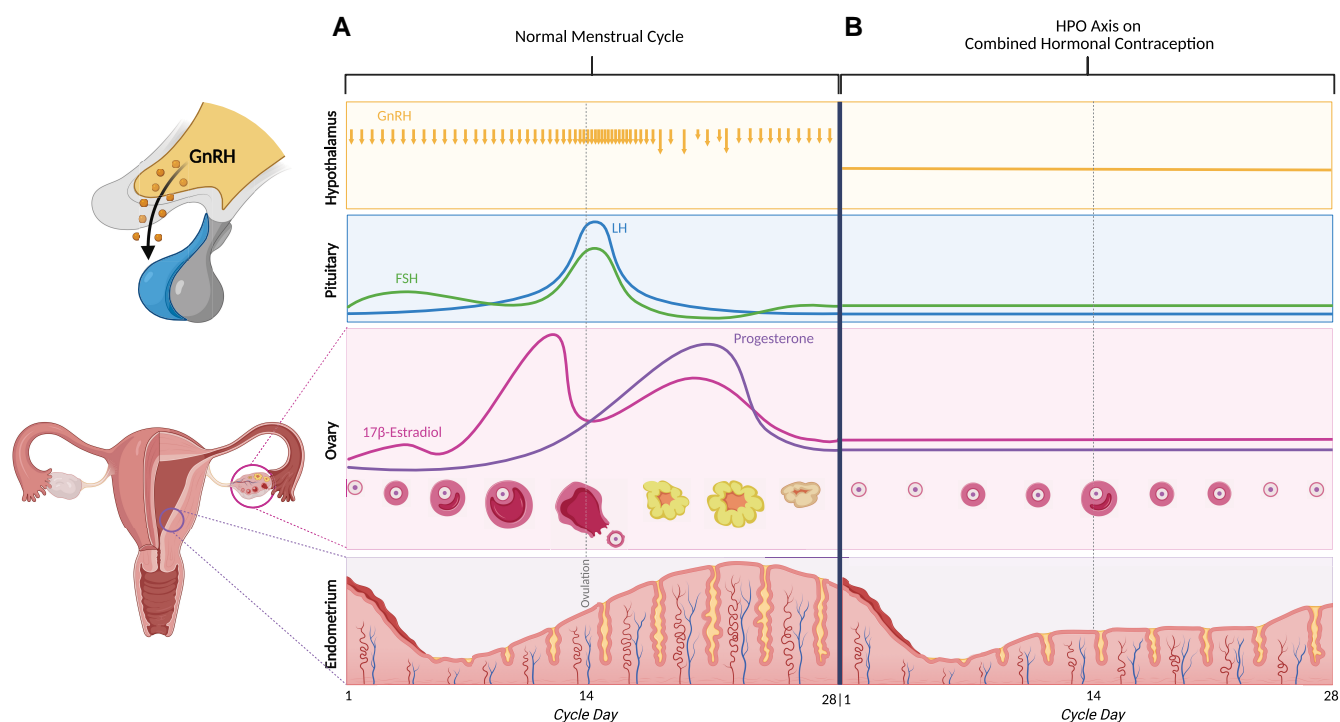 A
Normal Menstrual Cycle
B
HPO Axis on
Combined Hormonal Contraception
Hypothalamus
GnRH
GnRH
Pituitary
LH
FSH
Ovary
Progesterone
17β-Estradiol
Endometrium
Ovulation
1
14
28|1
14
28
Cycle Day
Cycle Day